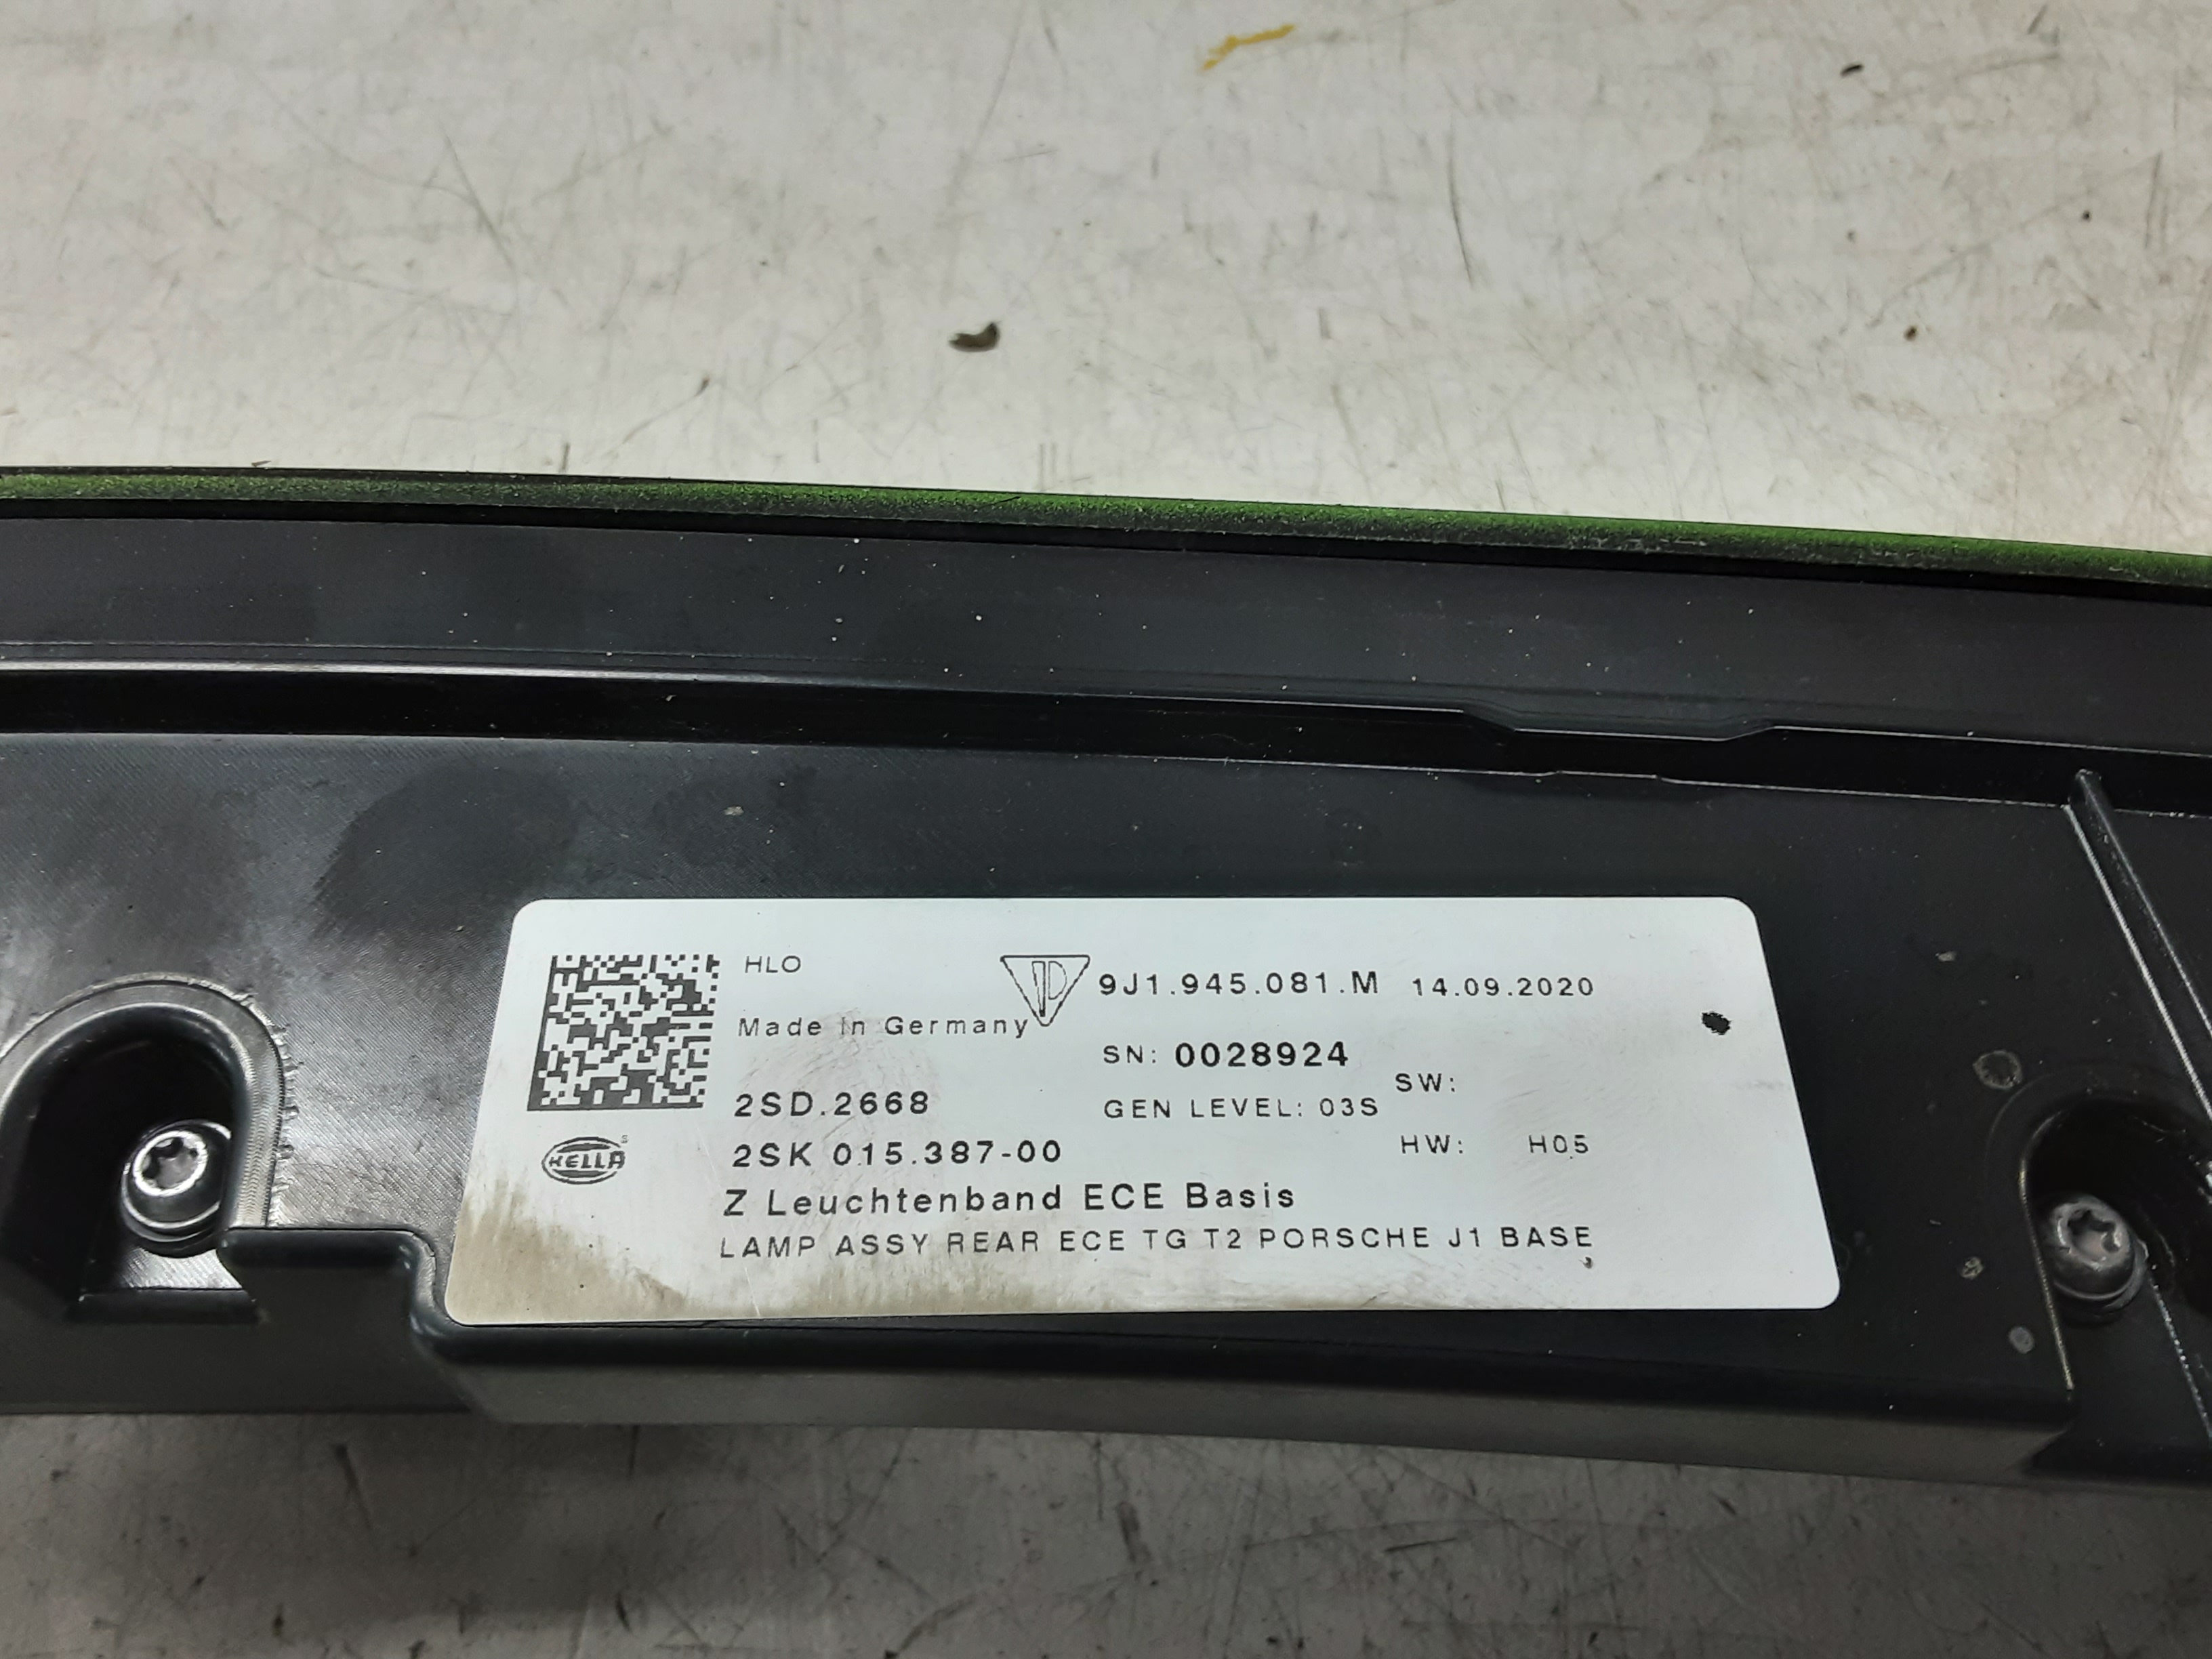 HLO
9J1.945.081.M 14.09.2020
Made in Germany
SN: 0028924
SW:
2SD.2668
GEN LEVEL: 03S
HELLA
2SK 015.387-00
HW: H05
Z Leuchtenband ECE Basis
LAMP ASSY REAR ECE TG T2 PORSCHE J1 BASE